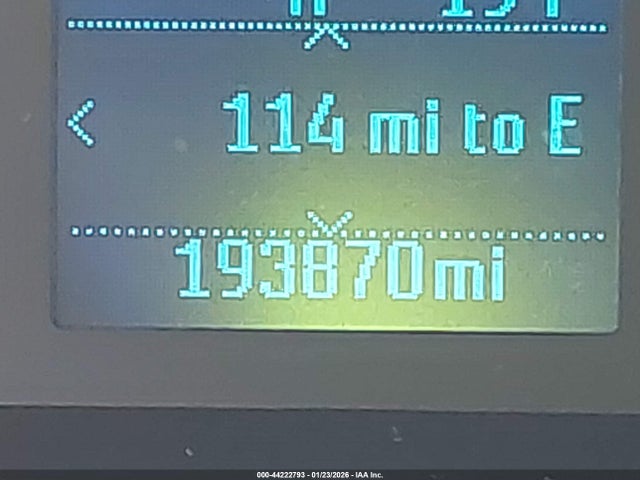 114 mi to E
193870mi
000-44222793 - 01/23/2026 - IAA Inc.